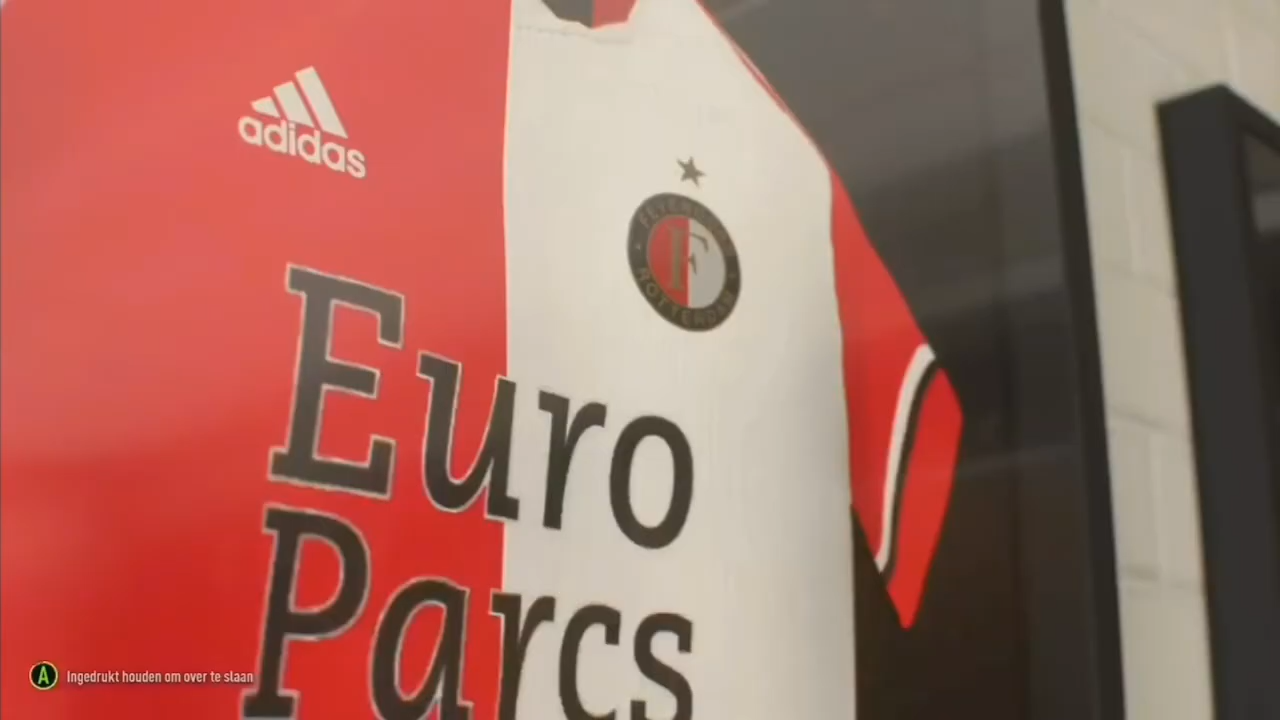 adidas
FEYENOORD
F
ROTTERDAM
Euro
Parcs
Ingedrukt houden om over te slaan
A